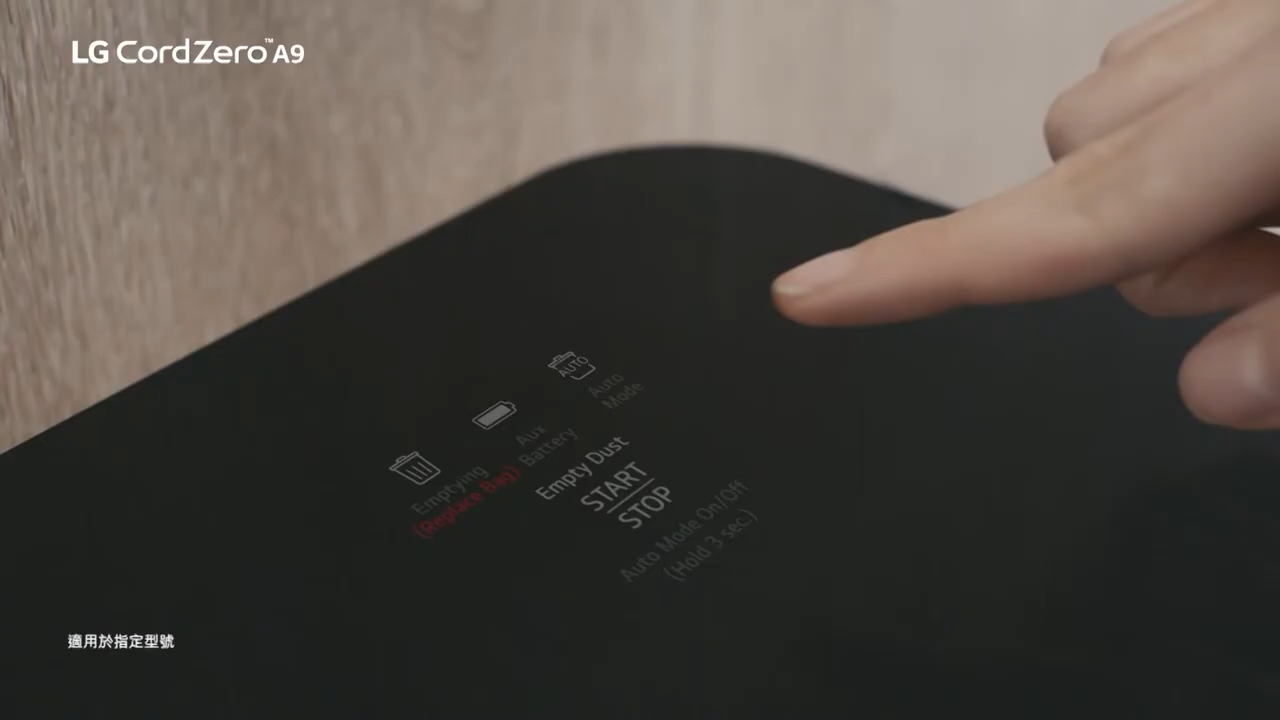 LG CordZero™ A9
AUTO
Auto
Mode
Aux
Battery
Emptying
(Replace Bag)
Empty Dust
START
STOP
Auto Mode On/Off
(Hold 3 sec.)
適用於指定型號